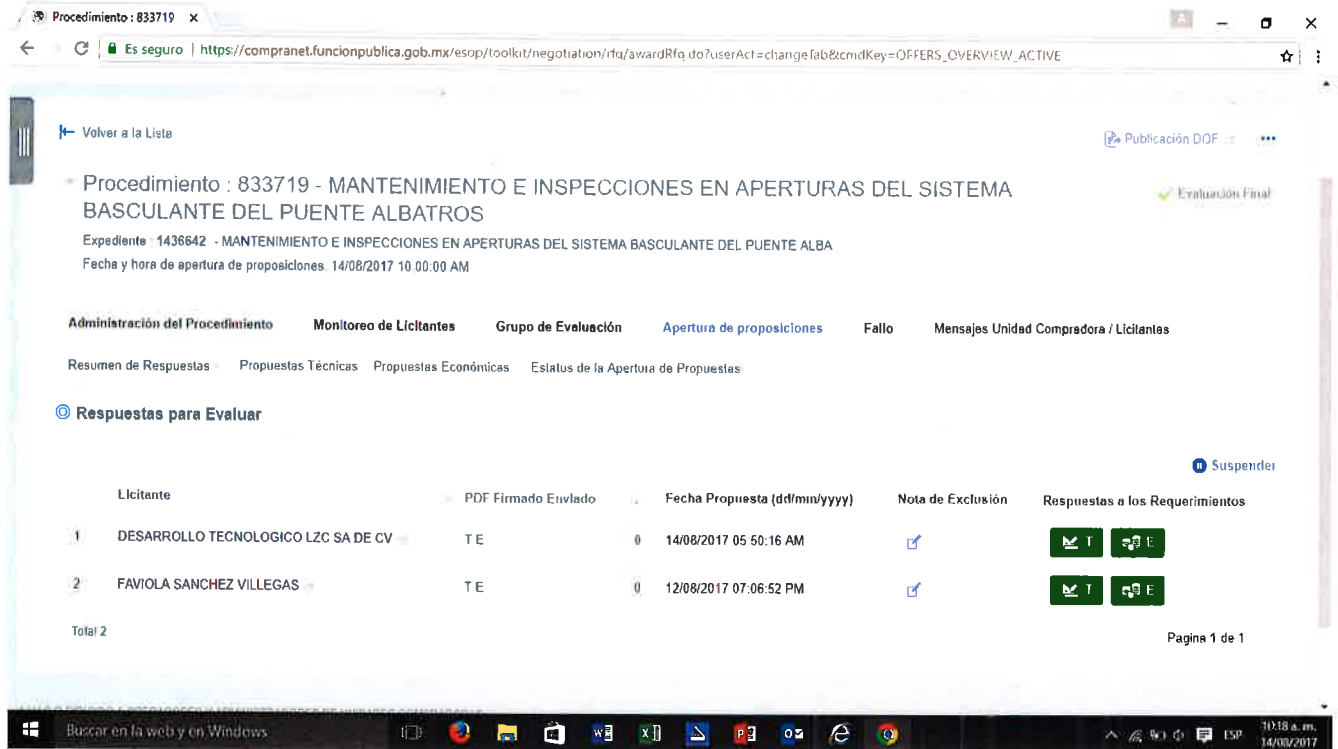 Procedimiento : 833719 x
Es seguro | https://compranet.funcionpublica.gob.mx/esop/toolkit/negotiation/rfq/awardRfq.do?userAct=changeTab&cmdKey=OFFERS_OVERVIEW_ACTIVE
Volver a la Lista
Publicación DOF
Procedimiento : 833719 - MANTENIMIENTO E INSPECCIONES EN APERTURAS DEL SISTEMA
BASCULANTE DEL PUENTE ALBATROS
Evaluación Final
Expediente : 1436642 - MANTENIMIENTO E INSPECCIONES EN APERTURAS DEL SISTEMA BASCULANTE DEL PUENTE ALBA
Fecha y hora de apertura de proposiciones 14/08/2017 10:00:00 AM
Administración del Procedimiento Monitoreo de Licitantes Grupo de Evaluación Apertura de proposiciones Fallo Mensajes Unidad Compradora / Licitantes
Resumen de Respuestas Propuestas Técnicas Propuestas Económicas Estatus de la Apertura de Propuestas
Respuestas para Evaluar
Suspender
Licitante PDF Firmado Enviado Fecha Propuesta (dd/mm/yyyy) Nota de Exclusión Respuestas a los Requerimientos
1 DESARROLLO TECNOLOGICO LZC SA DE CV T E 0 14/08/2017 05:50:16 AM T E
2 FAVIOLA SANCHEZ VILLEGAS T E 0 12/08/2017 07:06:52 PM T E
Total 2
Pagina 1 de 1
Buscar en la web y en Windows
ESP
10:18 a. m.
14/08/2017